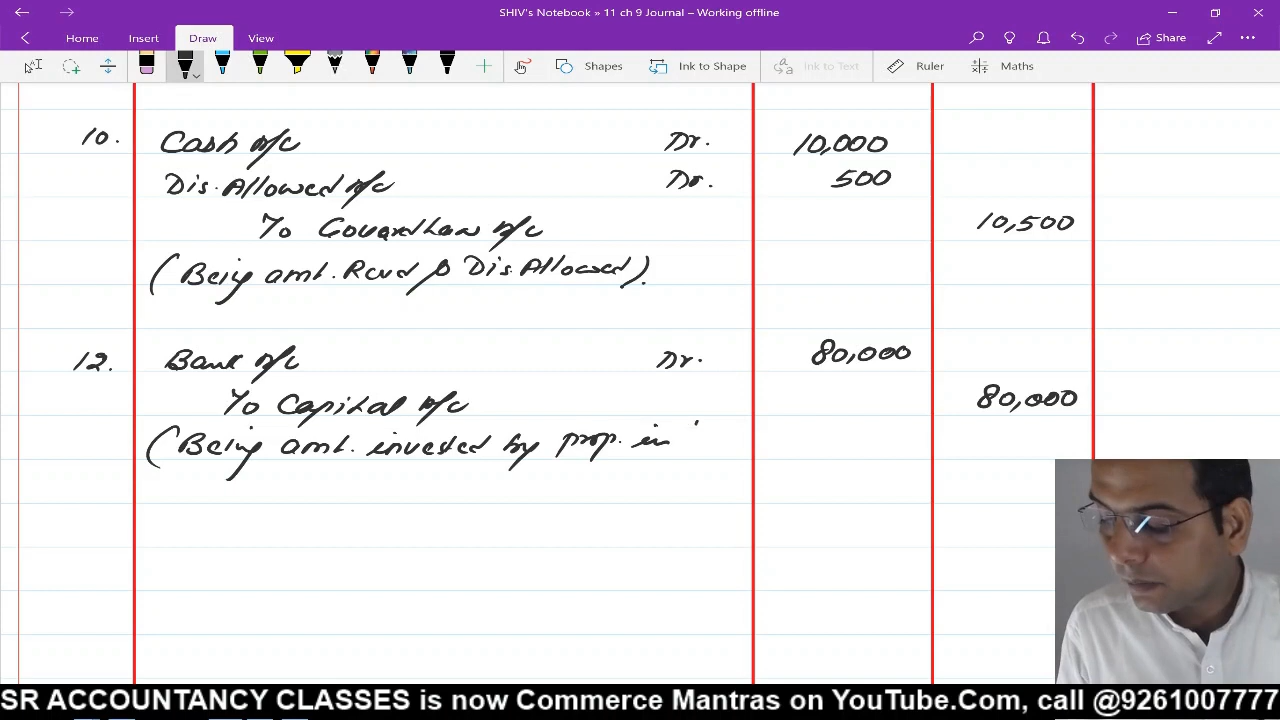 SHIV's Notebook » 11 ch 9 Journal – Working offline
Home Insert Draw View Share
Shapes Ink to Shape Ink to Text Ruler Maths
10. Cash A/c Dr. 10,000
Dis. Allowed A/c Dr. 500
To Govardhan A/c 10,500
(Being amt. Rcvd & Dis. Allowed).
12. Bank A/c Dr. 80,000
To Capital A/c 80,000
(Being amt. invested by prop. in
SR ACCOUNTANCY CLASSES is now Commerce Mantras on YouTube.Com, call @9261007777